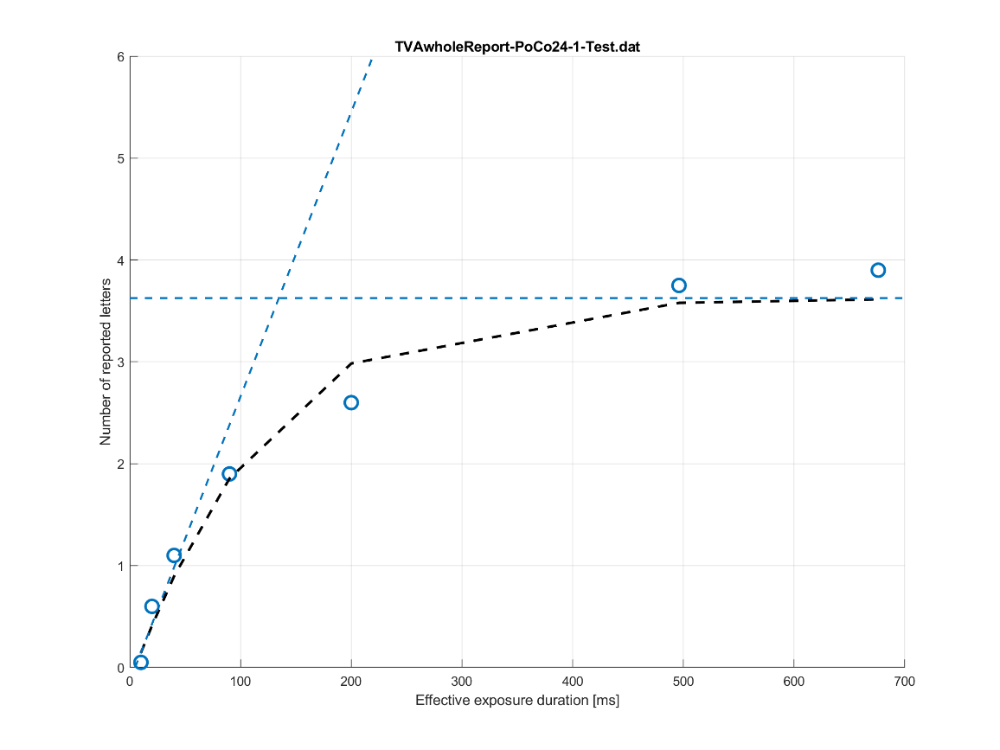 TVAwholeReport-PoCo24-1-Test.dat
6
5
4
3
2
1
0
Number of reported letters
0 100 200 300 400 500 600 700
Effective exposure duration [ms]